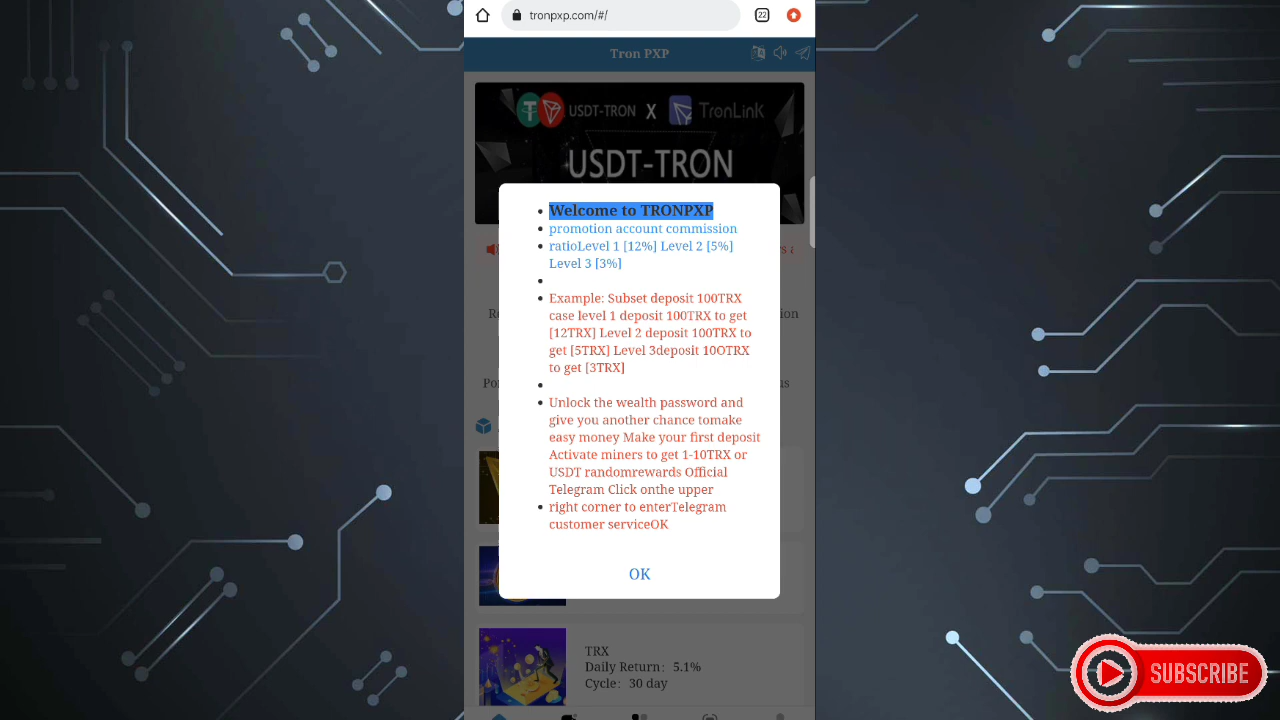 tronpxp.com/#/
22
Tron PXP
USDT-TRON X TronLink
USDT-TRON
Welcome to TRONPXP
promotion account commission
ratioLevel 1 [12%] Level 2 [5%]
Level 3 [3%]
Example: Subset deposit 100TRX
case level 1 deposit 100TRX to get
[12TRX] Level 2 deposit 100TRX to
get [5TRX] Level 3deposit 10OTRX
to get [3TRX]
Unlock the wealth password and
give you another chance tomake
easy money Make your first deposit
Activate miners to get 1-10TRX or
USDT randomrewards Official
Telegram Click onthe upper
right corner to enterTelegram
customer serviceOK
OK
TRX
Daily Return： 5.1%
Cycle： 30 day
SUBSCRIBE